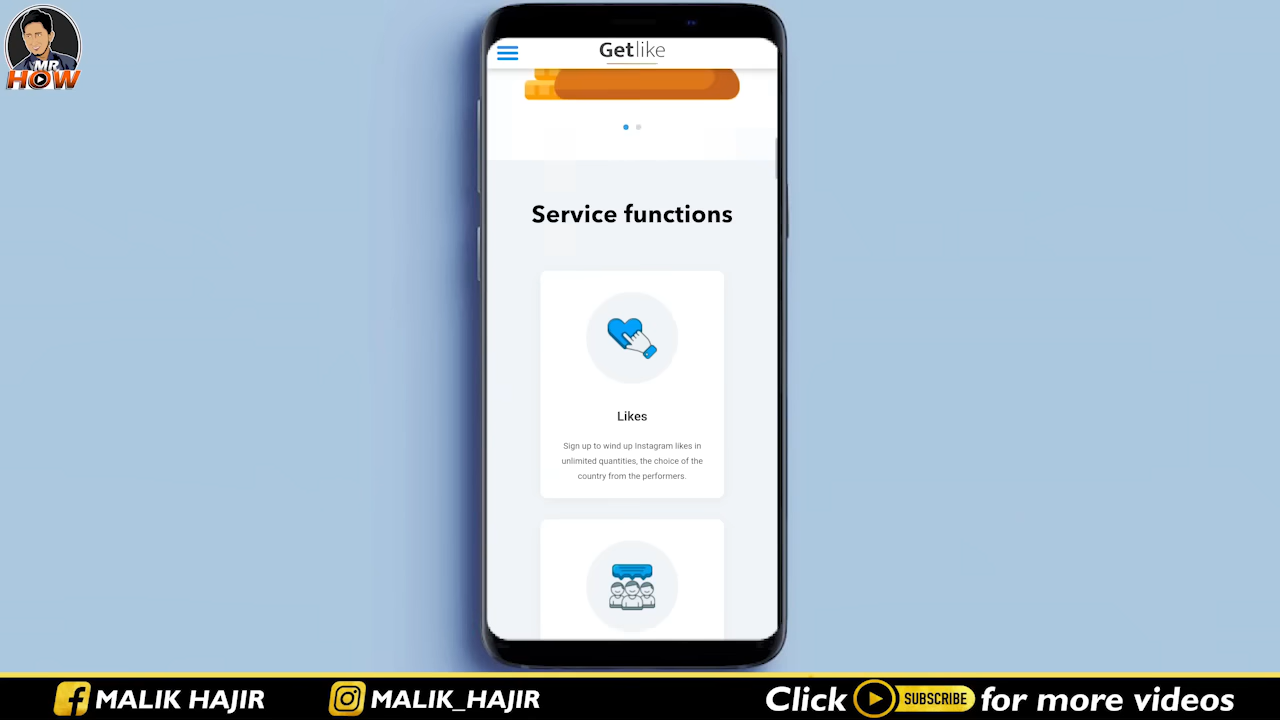 MR
HOW
Getlike
Service functions
Likes
Sign up to wind up Instagram likes in
unlimited quantities, the choice of the
country from the performers.
MALIK HAJIR
MALIK_HAJIR
Click SUBSCRIBE for more videos